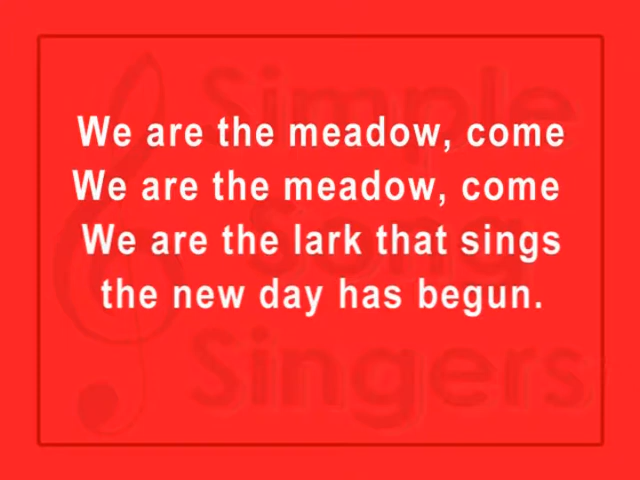 We are the meadow, come
We are the meadow, come
We are the lark that sings
the new day has begun.
Simple
Song
Singers